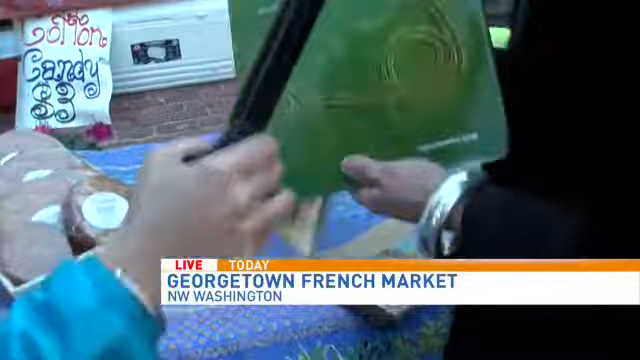 Cotton
Candy
$3
LIVE TODAY
GEORGETOWN FRENCH MARKET
NW WASHINGTON